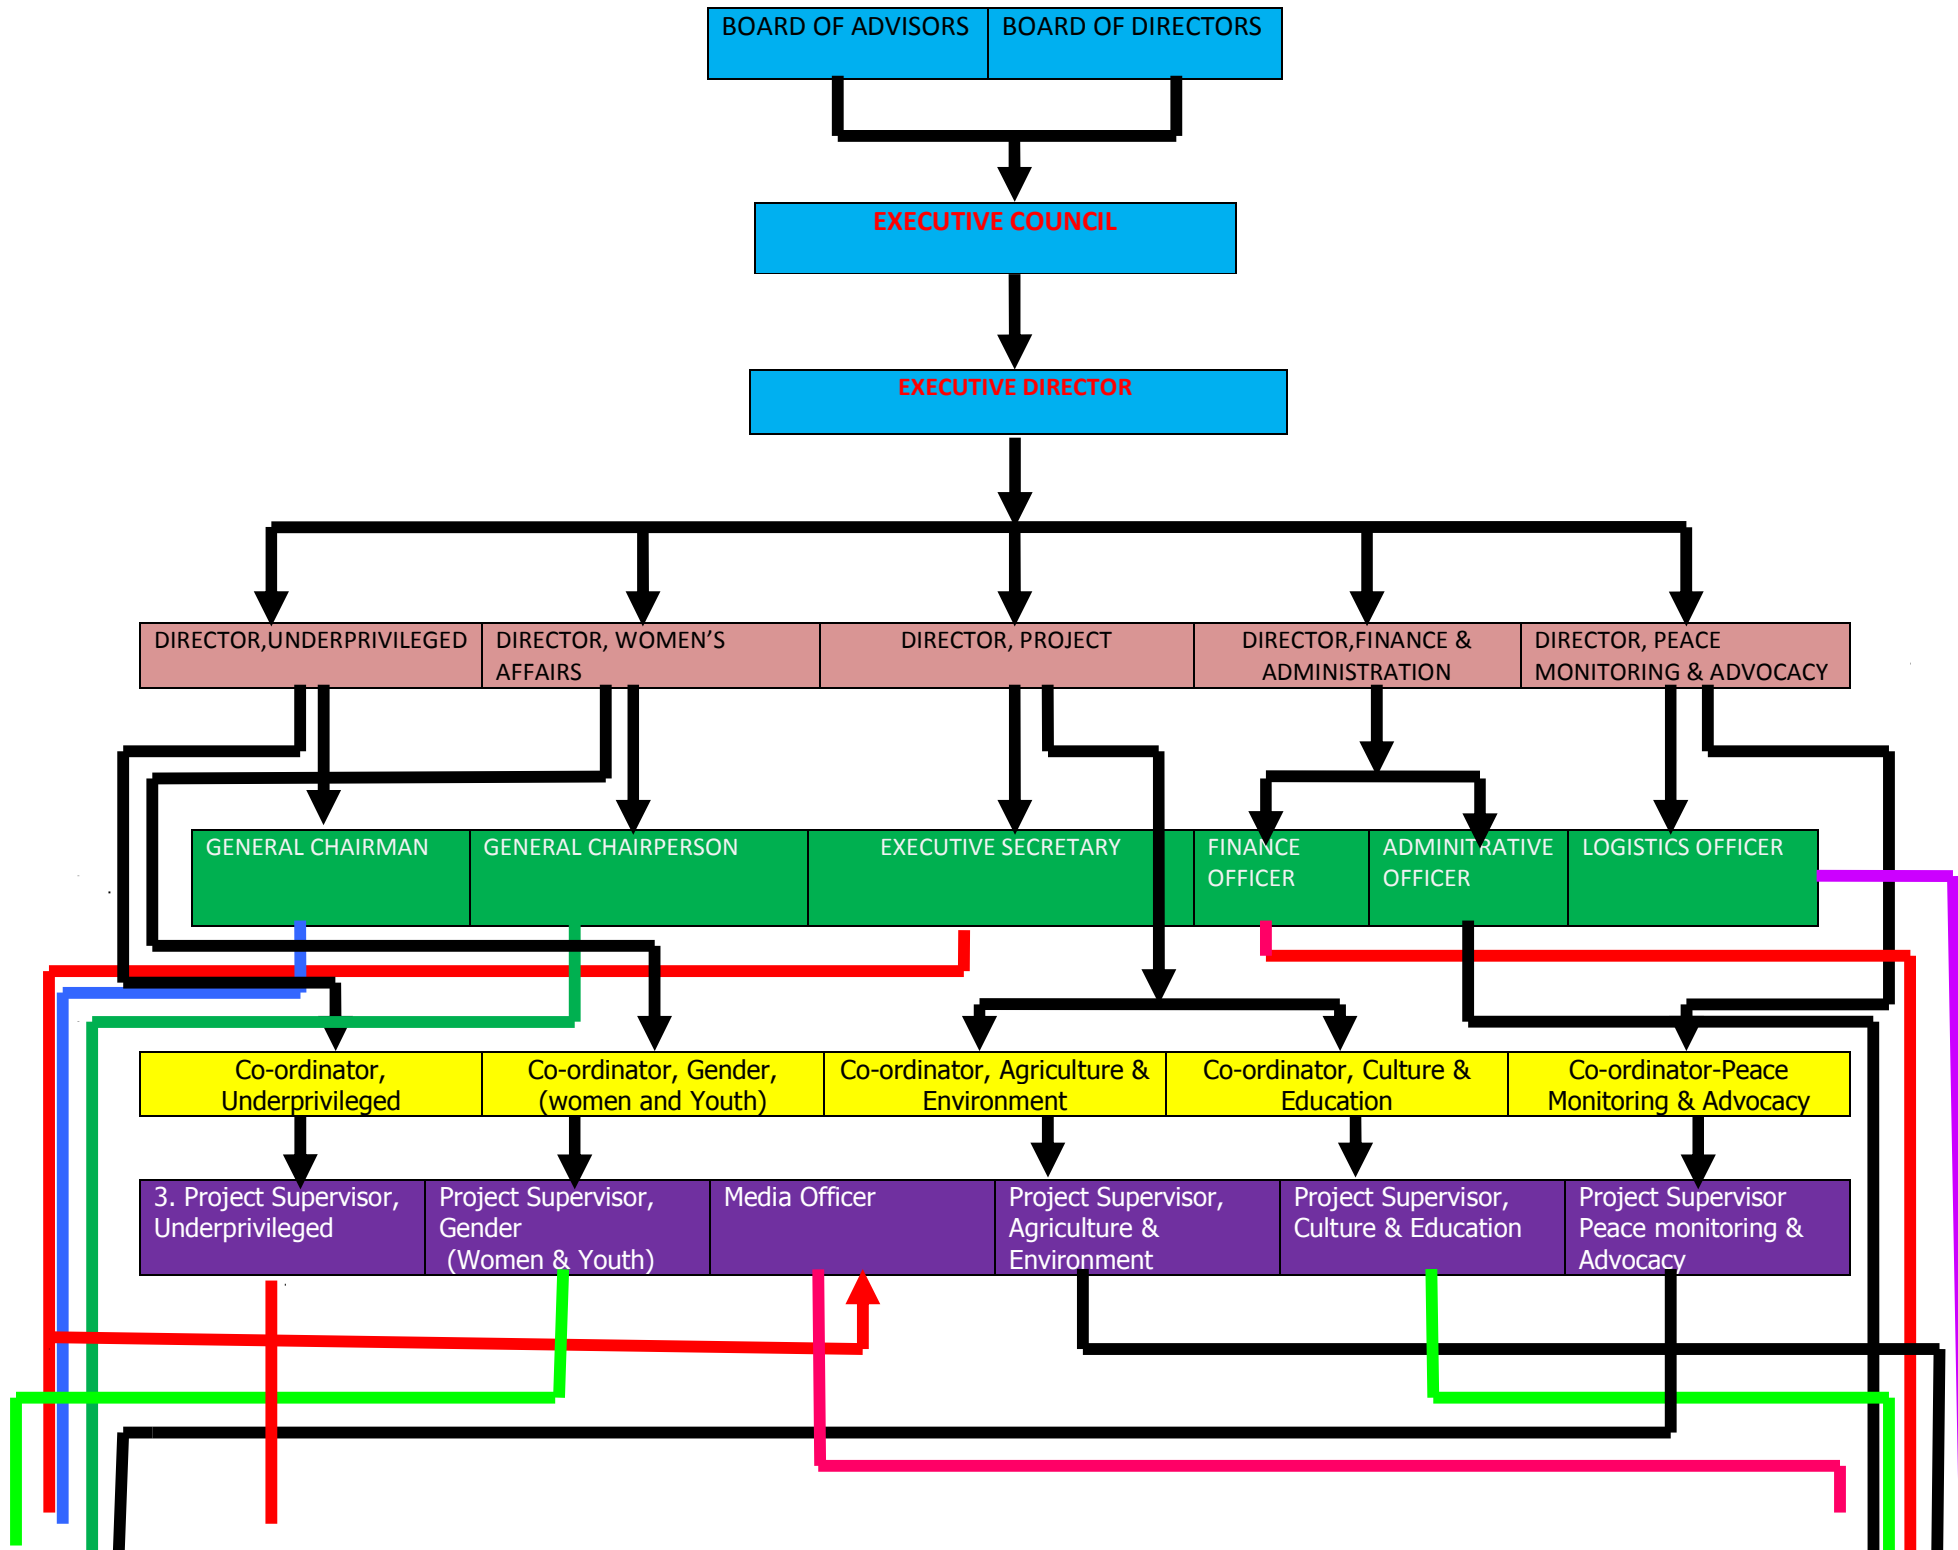 BOARD OF ADVISORS
BOARD OF DIRECTORS
EXECUTIVE COUNCIL
EXECUTIVE DIRECTOR
DIRECTOR,UNDERPRIVILEGED
DIRECTOR, WOMEN'S
AFFAIRS
DIRECTOR, PROJECT
DIRECTOR,FINANCE &
ADMINISTRATION
DIRECTOR, PEACE
MONITORING & ADVOCACY
GENERAL CHAIRMAN
GENERAL CHAIRPERSON
EXECUTIVE SECRETARY
FINANCE
OFFICER
ADMINITRATIVE
OFFICER
LOGISTICS OFFICER
Co-ordinator,
Underprivileged
Co-ordinator, Gender,
(women and Youth)
Co-ordinator, Agriculture &
Environment
Co-ordinator, Culture &
Education
Co-ordinator-Peace
Monitoring & Advocacy
3. Project Supervisor,
Underprivileged
Project Supervisor,
Gender
(Women & Youth)
Media Officer
Project Supervisor,
Agriculture &
Environment
Project Supervisor,
Culture & Education
Project Supervisor
Peace monitoring &
Advocacy